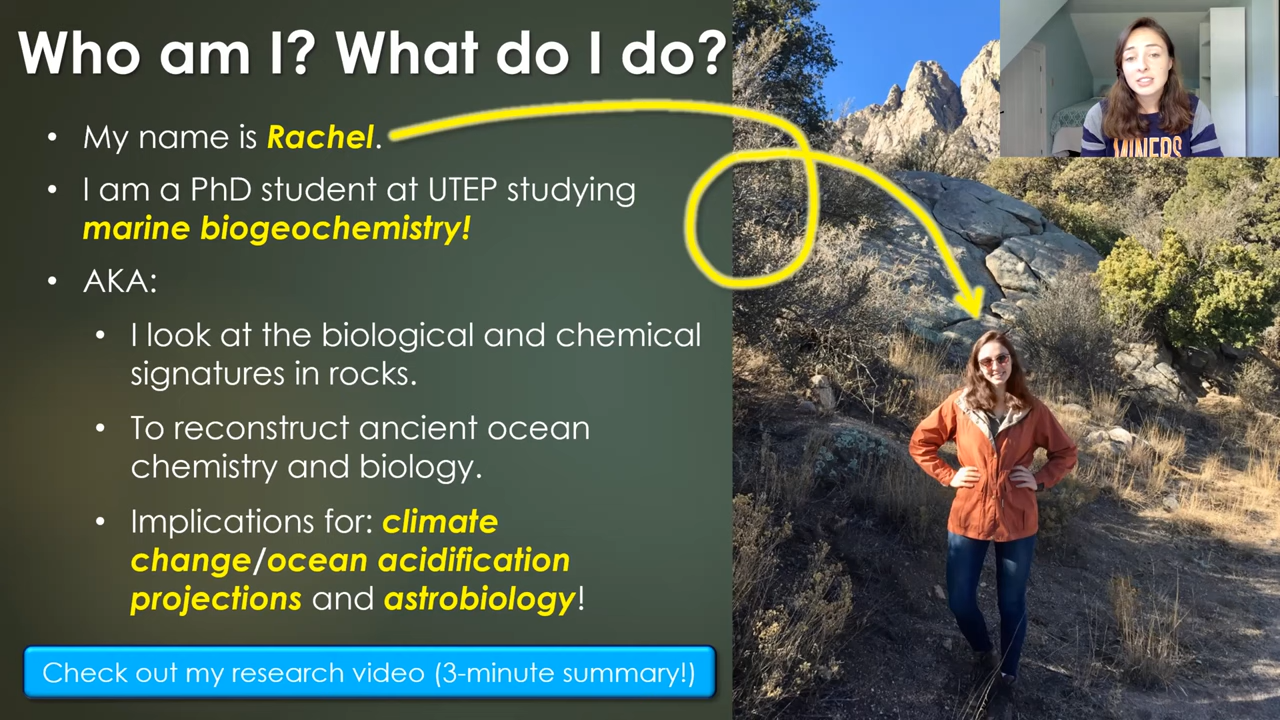 Who am I? What do I do?
• My name is Rachel.
• I am a PhD student at UTEP studying
marine biogeochemistry!
• AKA:
• I look at the biological and chemical
signatures in rocks.
• To reconstruct ancient ocean
chemistry and biology.
• Implications for: climate
change/ocean acidification
projections and astrobiology!
Check out my research video (3-minute summary!)
MINERS